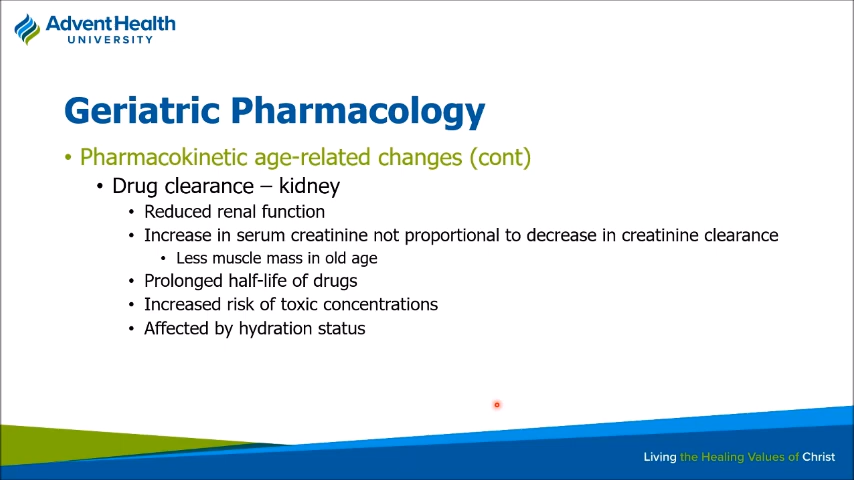 AdventHealth
UNIVERSITY
Geriatric Pharmacology
• Pharmacokinetic age-related changes (cont)
• Drug clearance – kidney
• Reduced renal function
• Increase in serum creatinine not proportional to decrease in creatinine clearance
• Less muscle mass in old age
• Prolonged half-life of drugs
• Increased risk of toxic concentrations
• Affected by hydration status
Living the Healing Values of Christ